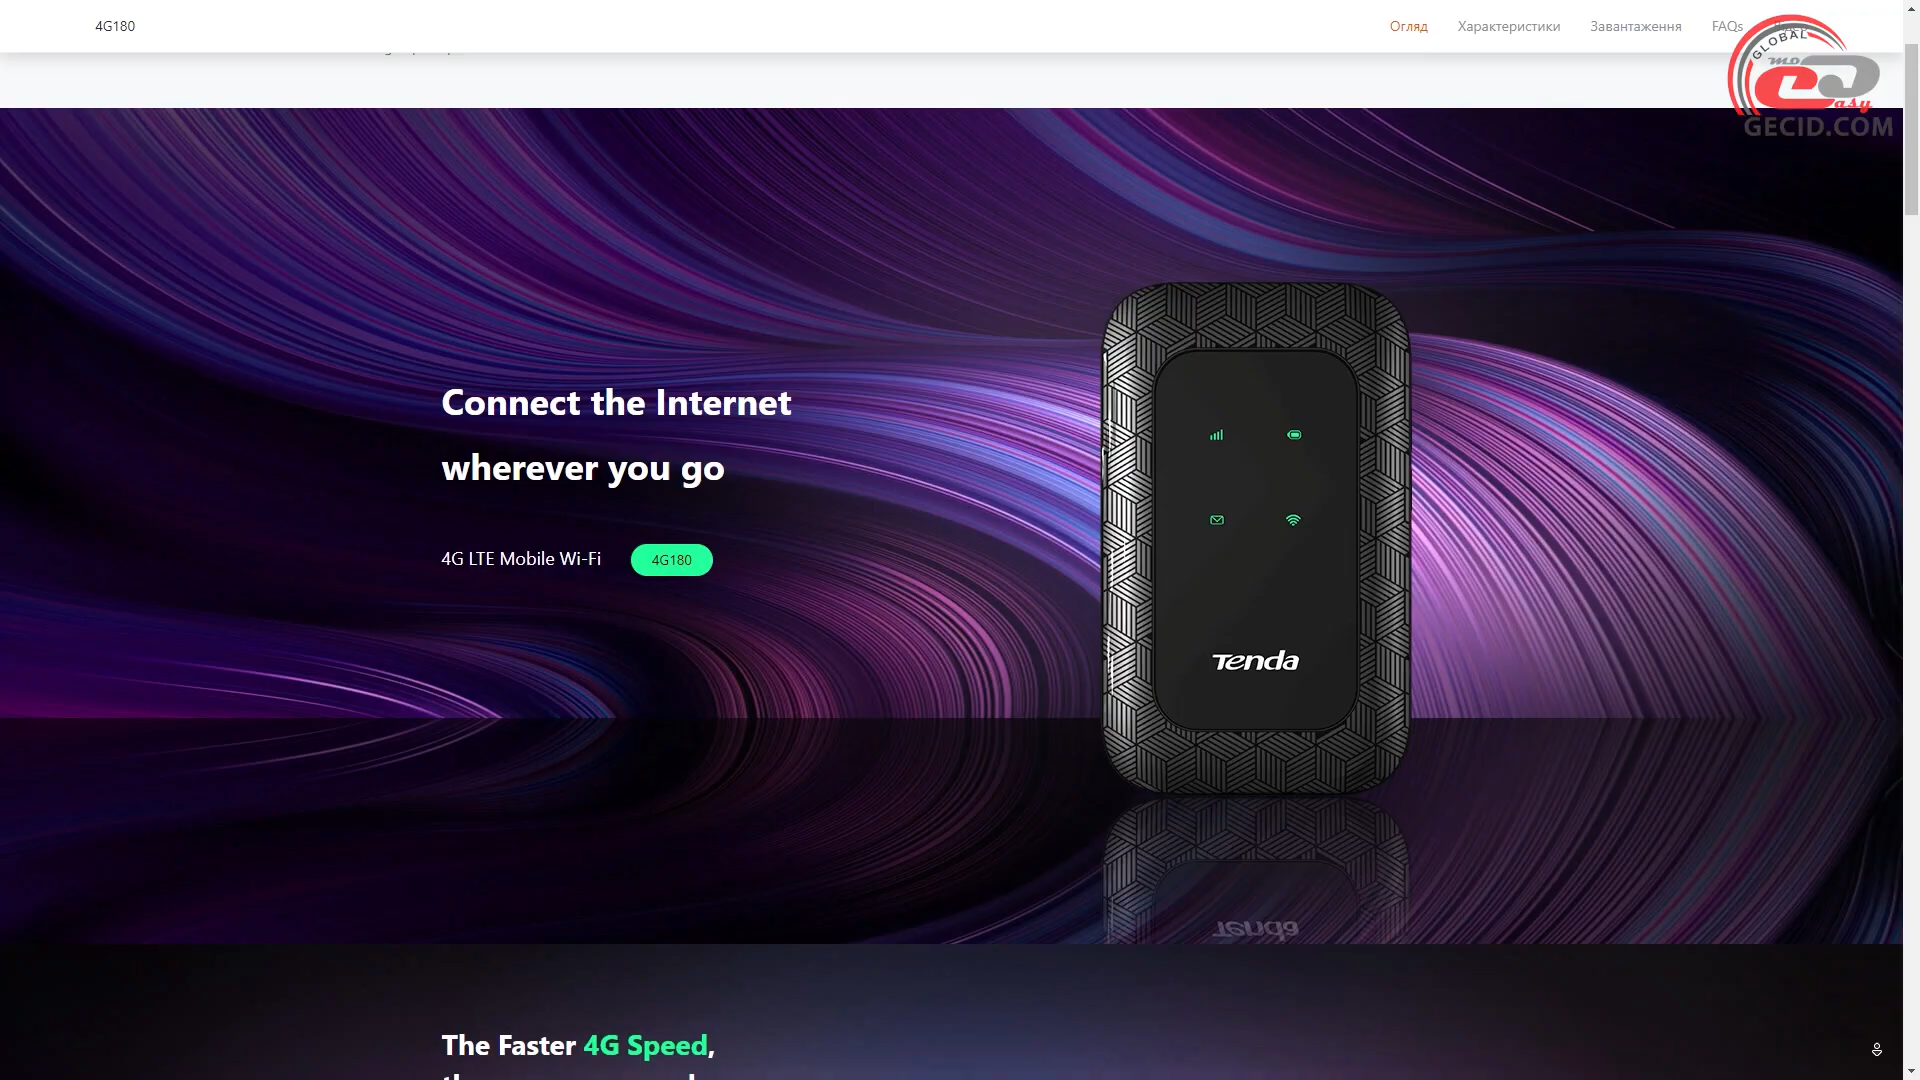 4G180
Огляд
Характеристики
Завантаження
FAQs
GLOBAL
easy
GECID.COM
Connect the Internet
wherever you go
4G LTE Mobile Wi-Fi
4G180
Tenda
The Faster 4G Speed,